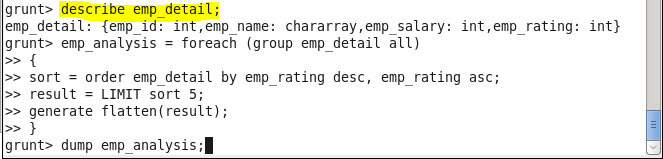 grunt> describe emp_detail;
emp_detail: {emp_id: int,emp_name: chararray,emp_salary: int,emp_rating: int}
grunt> emp_analysis = foreach (group emp_detail all)
>> {
>> sort = order emp_detail by emp_rating desc, emp_rating asc;
>> result = LIMIT sort 5;
>> generate flatten(result);
>> }
grunt> dump emp_analysis;